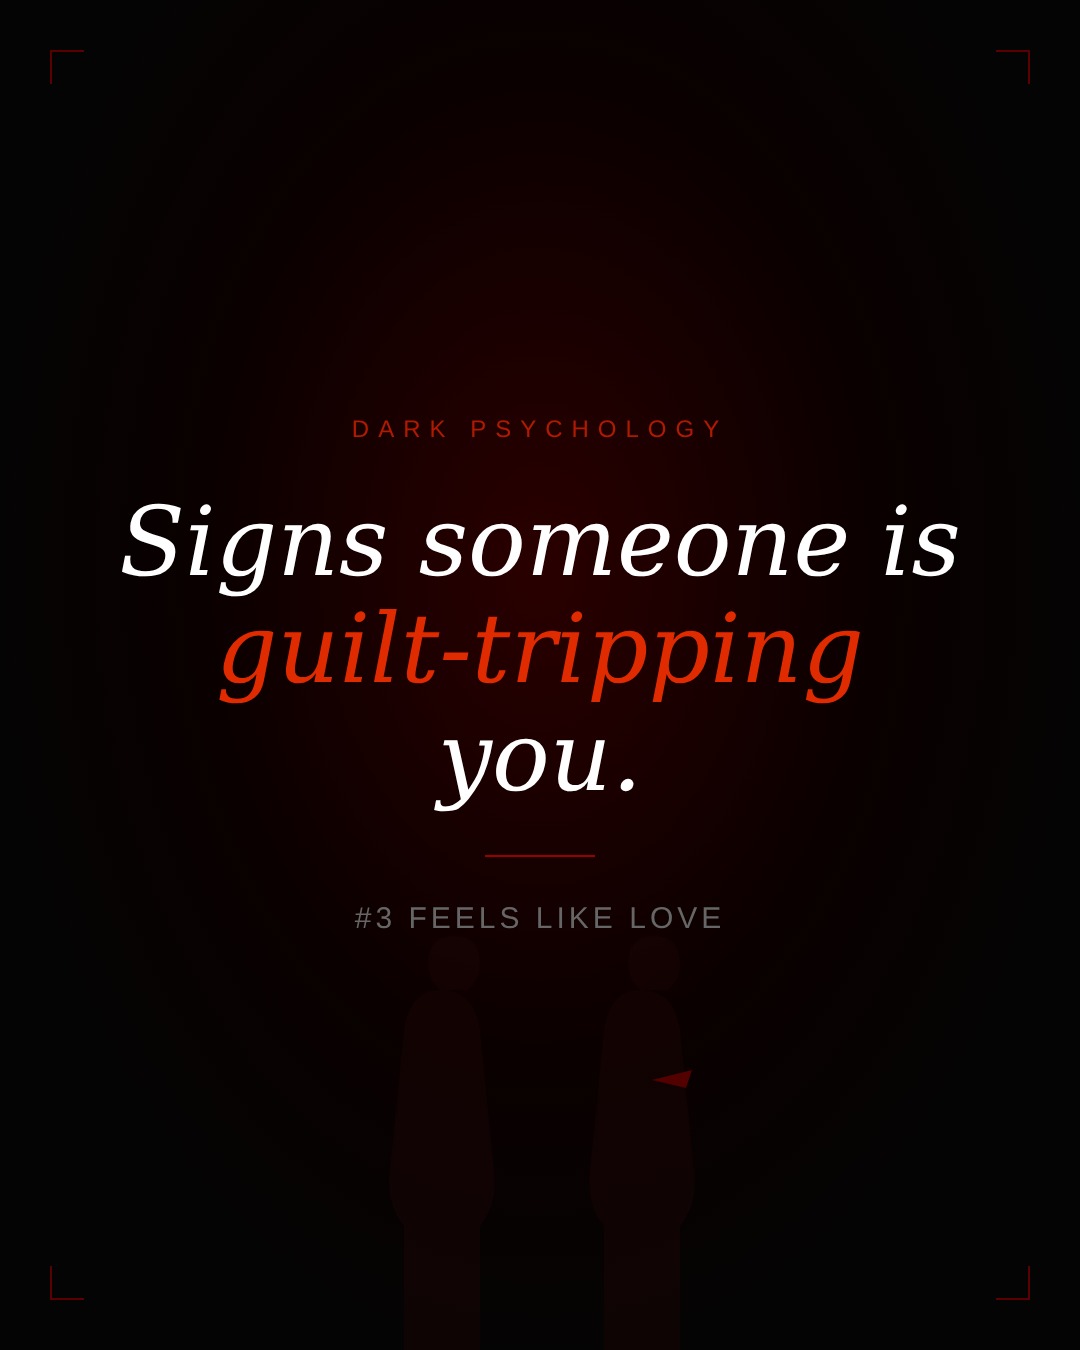 DARK PSYCHOLOGY
Signs someone is
guilt-tripping
you.
#3 FEELS LIKE LOVE